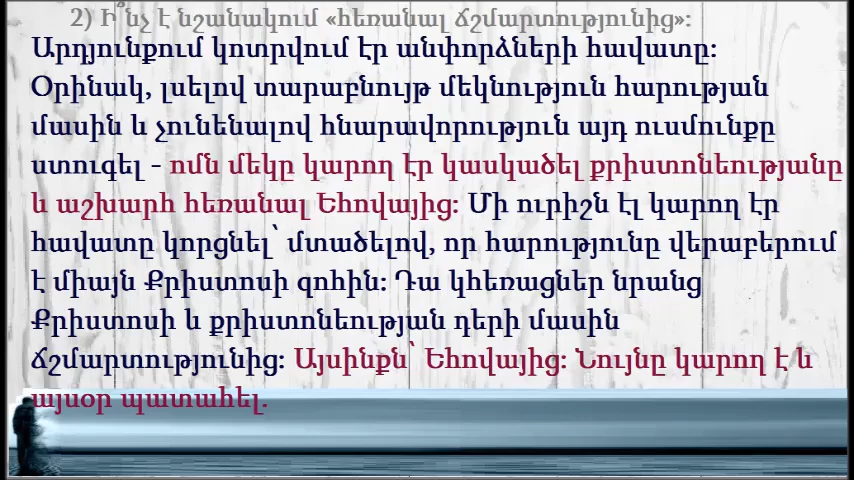 2) Ի՞նչ է նշանակում «հեռանալ ճշմարտությունից»:
Արդյունքում կոտրվում էր անփորձների հավատը:
Օրինակ, լսելով տարաբնույթ մեկնություն հարության
մասին և չունենալով հնարավորություն այդ ուսմունքը
ստուգել - ոմն մեկը կարող էր կասկածել քրիստոնեությանը
և աշխարհ հեռանալ Եհովայից: Մի ուրիշն էլ կարող էր
հավատը կորցնել՝ մտածելով, որ հարությունը վերաբերում
է միայն Քրիստոսի զոհին: Դա կհեռացներ նրանց
Քրիստոսի և քրիստոնեության դերի մասին
ճշմարտությունից: Այսինքն՝ Եհովայից: Նույնը կարող է և
այսօր պատահել.